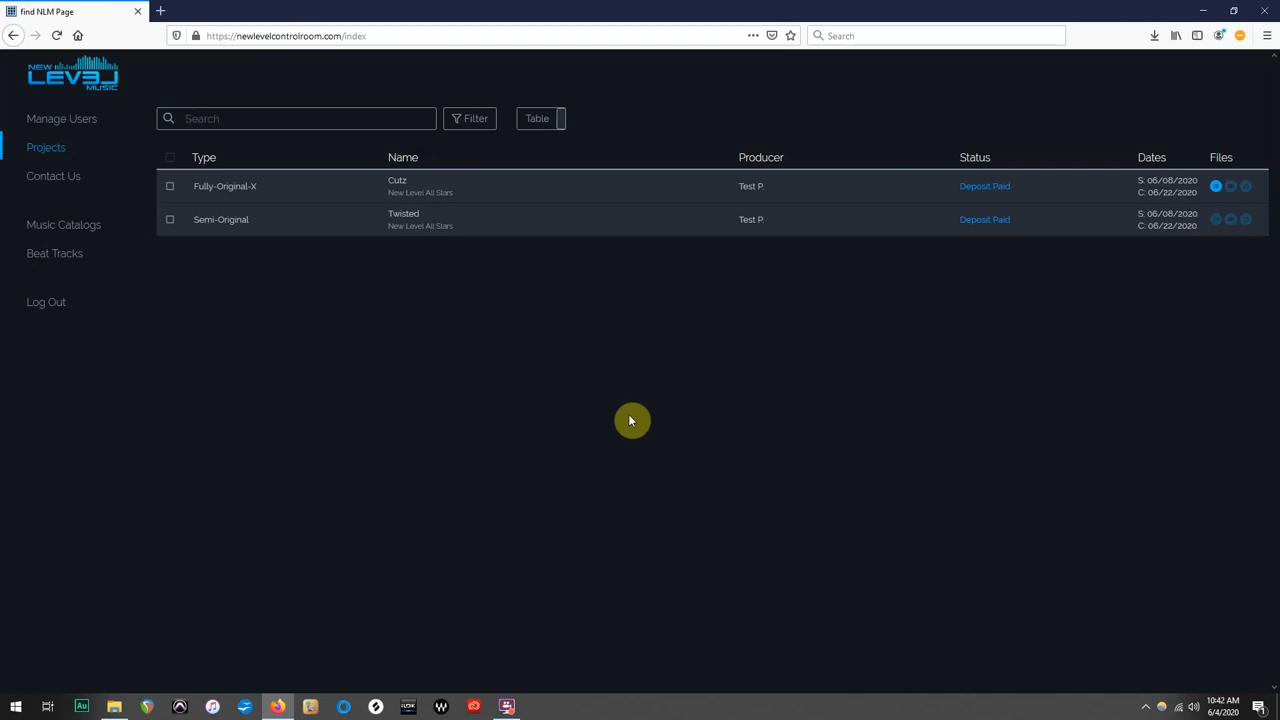 find NLM Page
https://newlevelcontrolroom.com/index
Search
NEW
LEVEL
MUSIC
Manage Users
Projects
Contact Us
Music Catalogs
Beat Tracks
Log Out
Search
Filter
Table
Type Name Producer Status Dates Files
Fully-Original-X Cutz Test P. Deposit Paid S: 06/08/2020
New Level All Stars C: 06/22/2020
Semi-Original Twisted Test P. Deposit Paid S: 06/08/2020
New Level All Stars C: 06/22/2020
Au
10:42 AM
6/4/2020